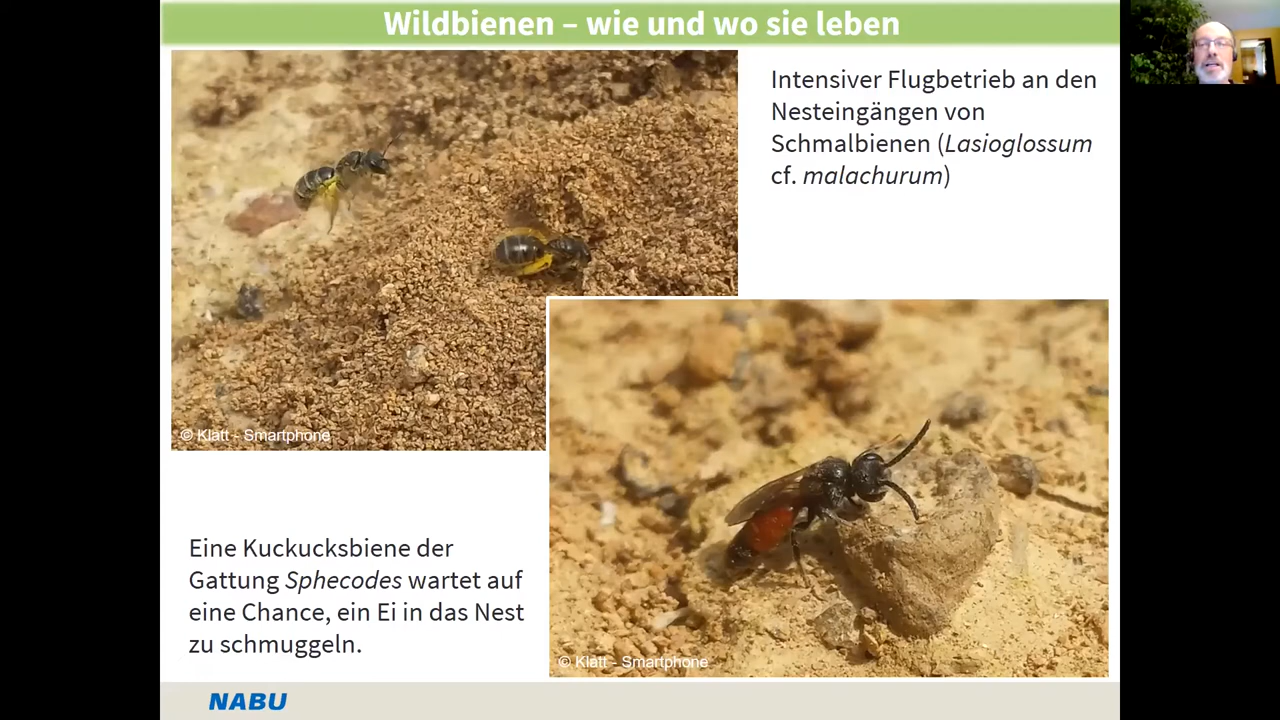 Wildbienen – wie und wo sie leben
Intensiver Flugbetrieb an den
Nesteingängen von
Schmalbienen (Lasioglossum
cf. malachurum)
© Klatt - Smartphone
Eine Kuckucksbiene der
Gattung Sphecodes wartet auf
eine Chance, ein Ei in das Nest
zu schmuggeln.
© Klatt - Smartphone
NABU